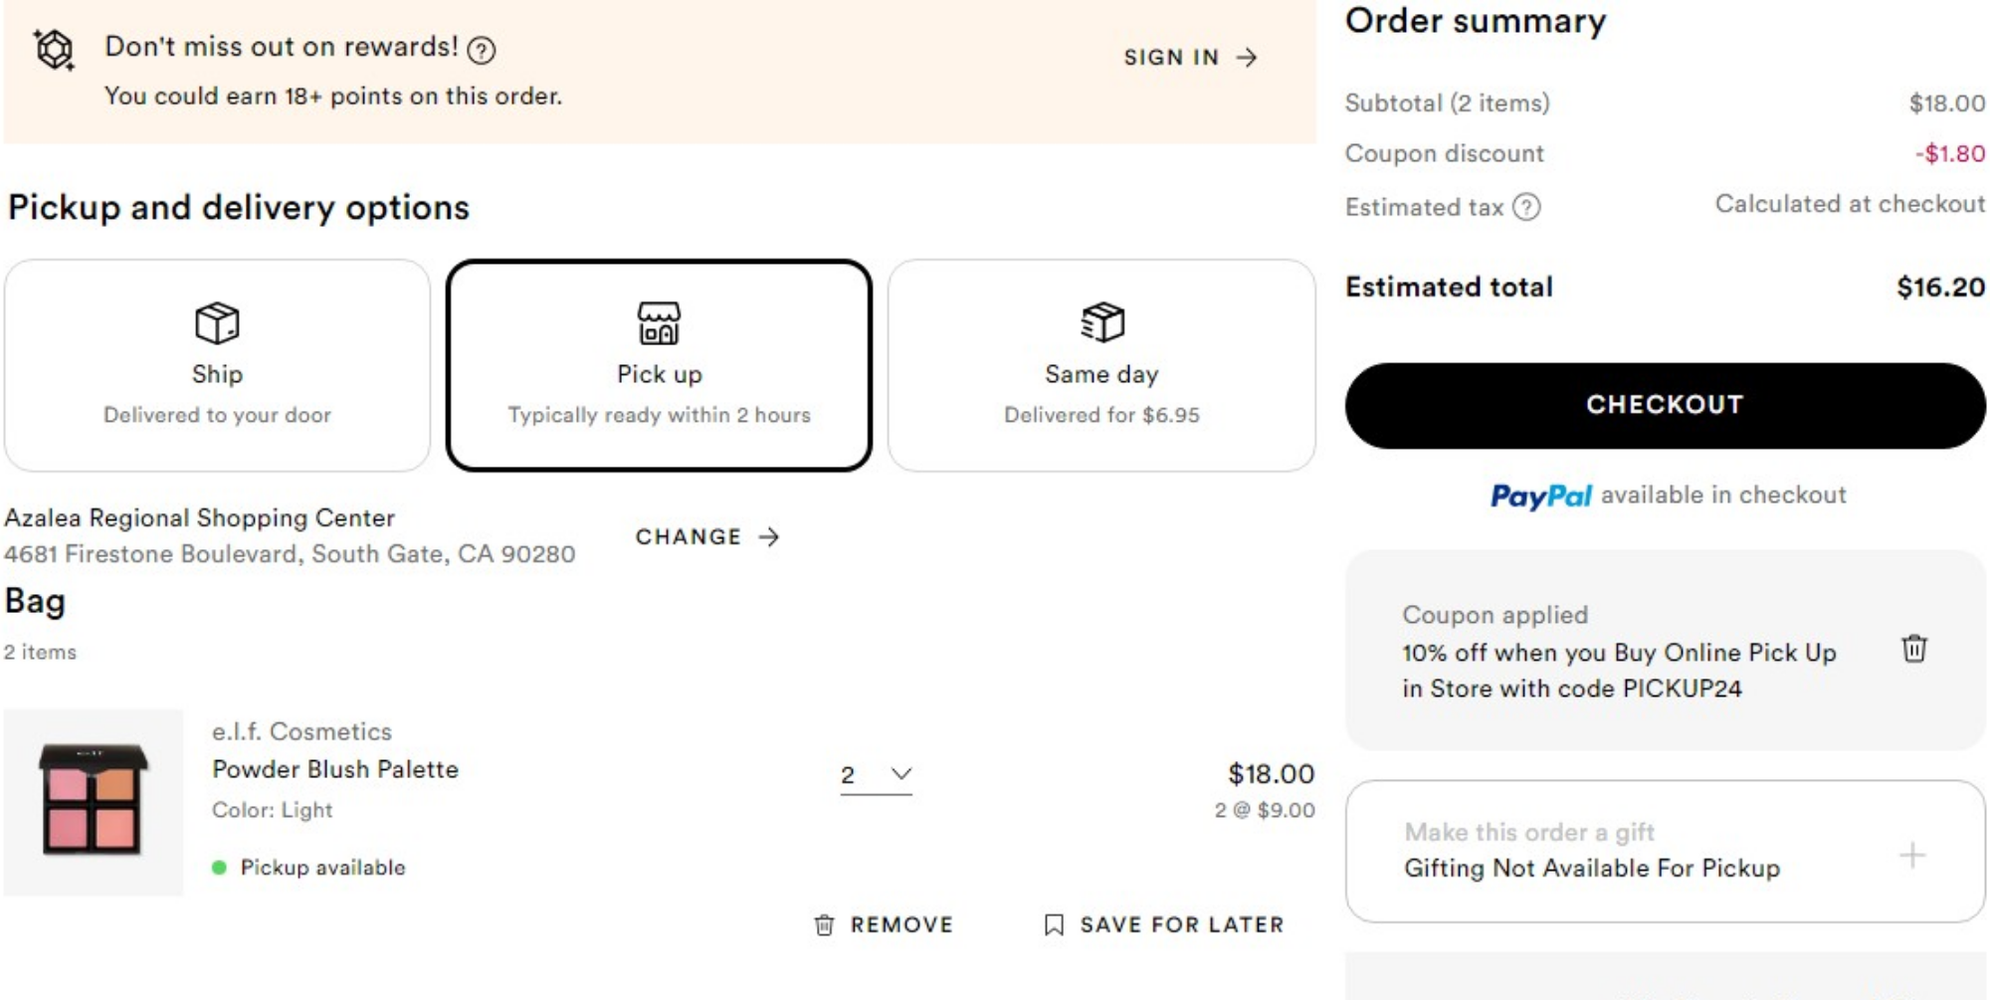 Don't miss out on rewards! ?
You could earn 18+ points on this order.
SIGN IN →
Pickup and delivery options
Ship
Delivered to your door
Pick up
Typically ready within 2 hours
Same day
Delivered for $6.95
Azalea Regional Shopping Center
4681 Firestone Boulevard, South Gate, CA 90280
CHANGE →
Bag
2 items
elf
e.l.f. Cosmetics
Powder Blush Palette
Color: Light
Pickup available
2
$18.00
2 @ $9.00
REMOVE
SAVE FOR LATER
Order summary
Subtotal (2 items) $18.00
Coupon discount -$1.80
Estimated tax ? Calculated at checkout
Estimated total $16.20
CHECKOUT
PayPal available in checkout
Coupon applied
10% off when you Buy Online Pick Up
in Store with code PICKUP24
Make this order a gift
Gifting Not Available For Pickup